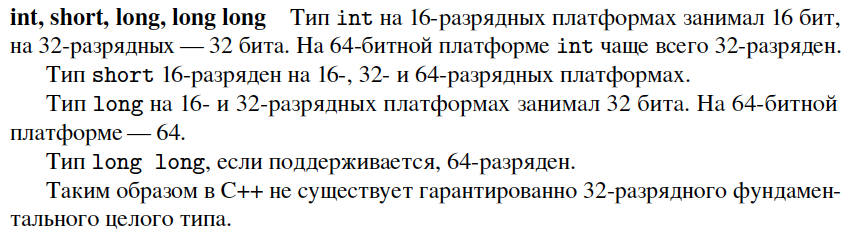 int, short, long, long long Тип int на 16-разрядных платформах занимал 16 бит,
на 32-разрядных — 32 бита. На 64-битной платформе int чаще всего 32-разряден.
Тип short 16-разряден на 16-, 32- и 64-разрядных платформах.
Тип long на 16- и 32-разрядных платформах занимал 32 бита. На 64-битной
платформе — 64.
Тип long long, если поддерживается, 64-разряден.
Таким образом в C++ не существует гарантированно 32-разрядного фундамен-
тального целого типа.